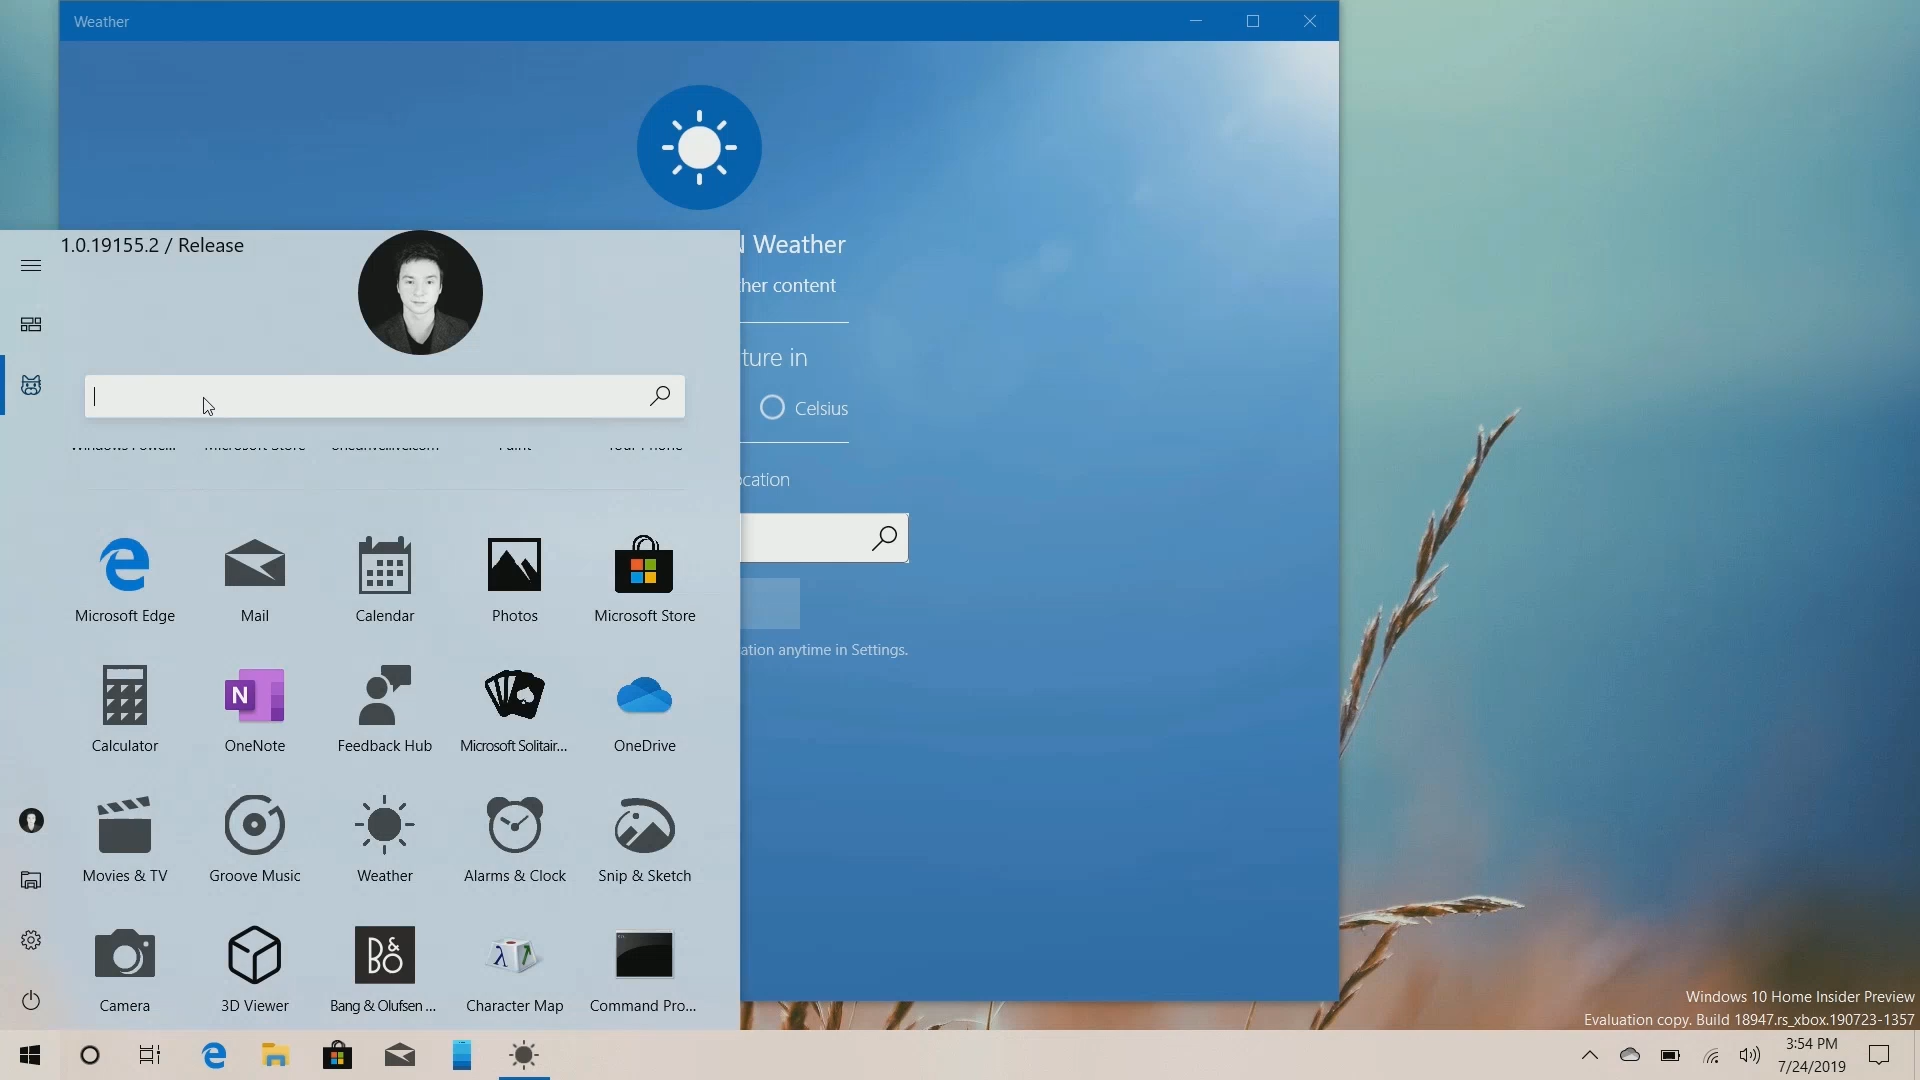 Weather
N Weather
her content
ture in
Celsius
ocation
ation anytime in Settings.
1.0.19155.2 / Release
Microsoft Edge
Mail
Calendar
Photos
Microsoft Store
Calculator
OneNote
Feedback Hub
Microsoft Solitair...
OneDrive
Movies & TV
Groove Music
Weather
Alarms & Clock
Snip & Sketch
Camera
3D Viewer
B&O
Bang & Olufsen ...
Character Map
Command Pro...
Windows 10 Home Insider Preview
Evaluation copy. Build 18947.rs_xbox.190723-1357
3:54 PM
7/24/2019